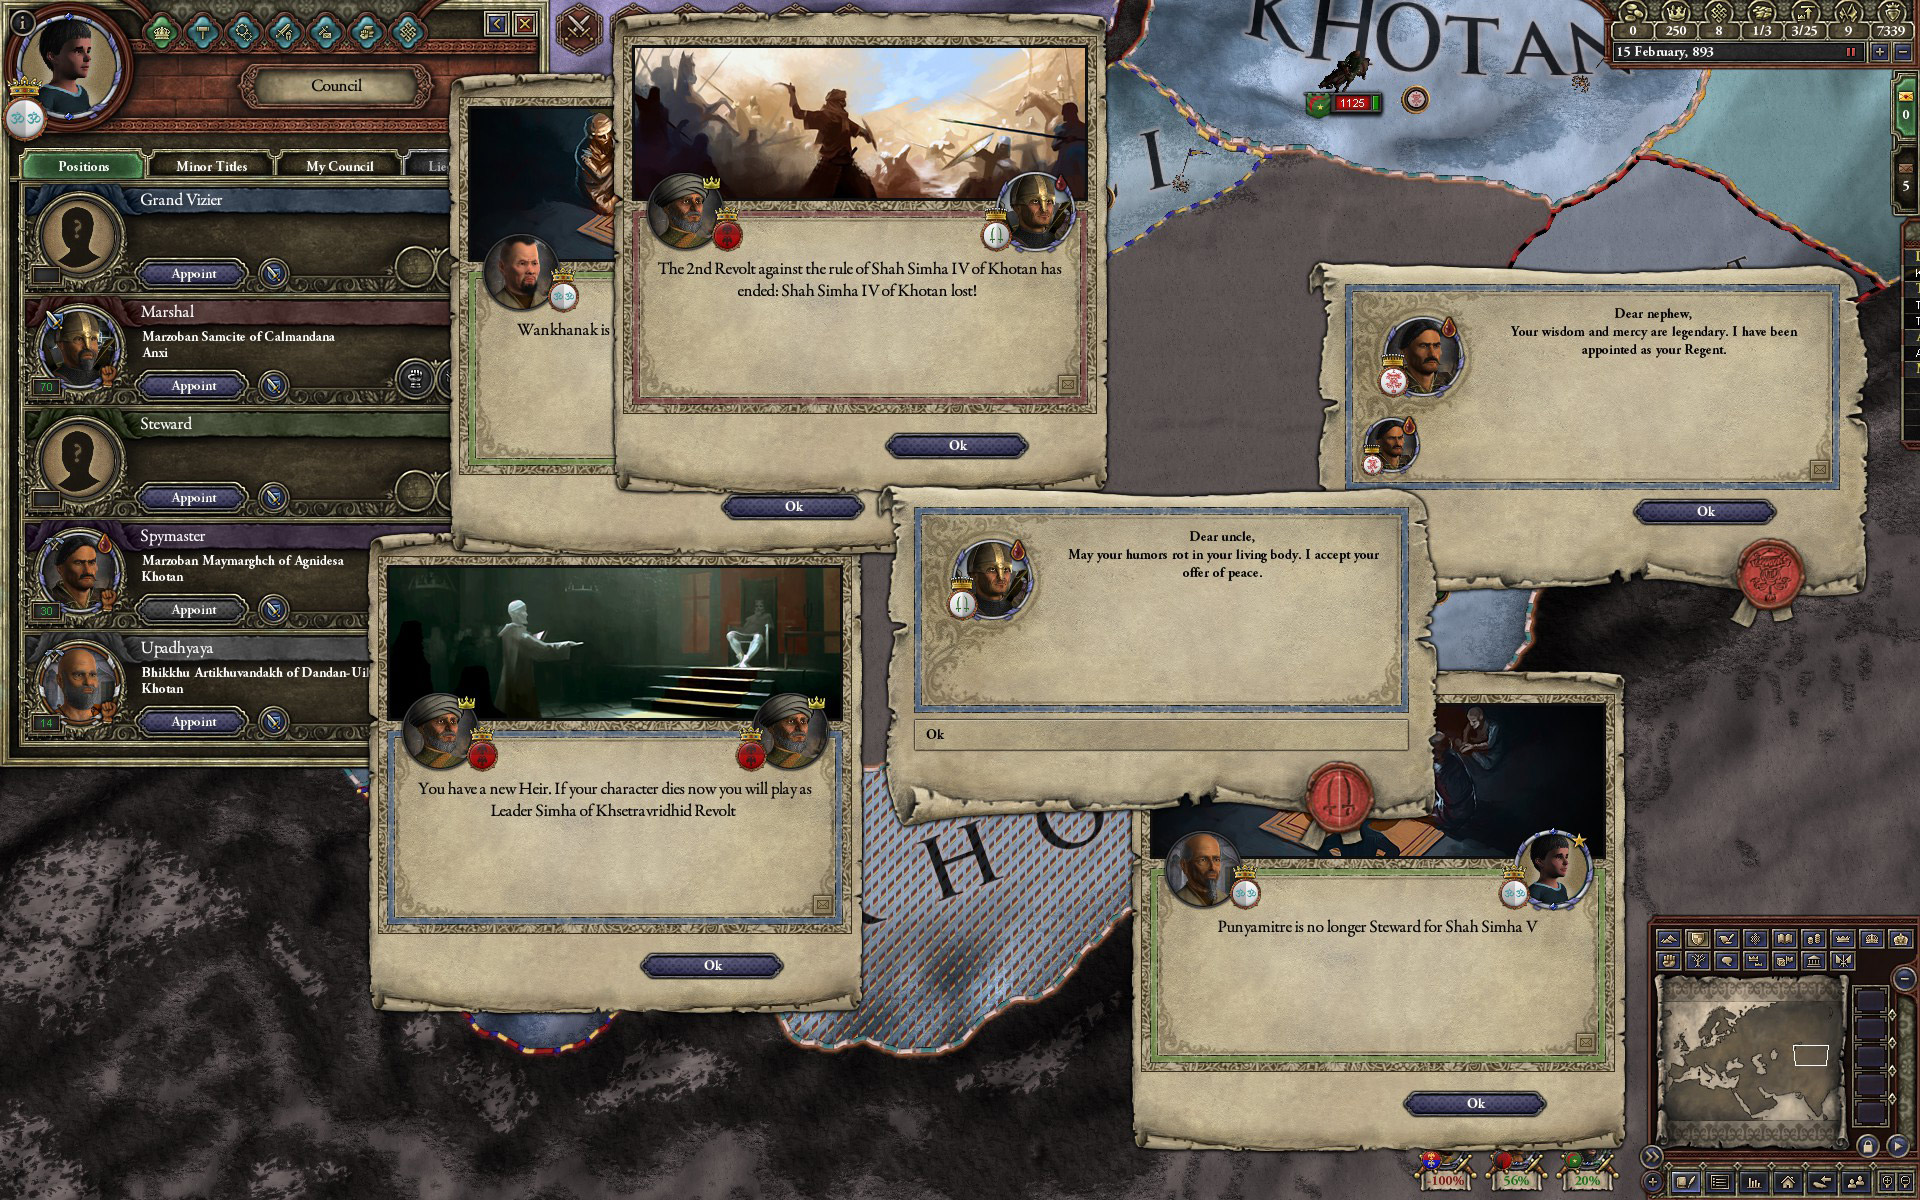 0
250
8
1/3
3/25
9
7339
15 February, 893
KHOTAN
1125
0
5
Council
Positions
Minor Titles
My Council
Lie
Grand Vizier
Appoint
Marshal
Marzoban Samcite of Calmandana
Anxi
70
Appoint
Steward
Appoint
Spymaster
Marzoban Maymarghch of Agnidesa
Khotan
30
Appoint
Upadhyaya
Bhikkhu Artikhuvandakh of Dandan-Uil
Khotan
14
Appoint
Wankhanak is
Ok
The 2nd Revolt against the rule of Shah Simha IV of Khotan has
ended: Shah Simha IV of Khotan lost!
Ok
Dear nephew,
Your wisdom and mercy are legendary. I have been
appointed as your Regent.
Ok
Dear uncle,
May your humors rot in your living body. I accept your
offer of peace.
Ok
You have a new Heir. If your character dies now you will play as
Leader Simha of Khsetravridhid Revolt
Ok
H O
Punyamitre is no longer Steward for Shah Simha V
Ok
-100%
56%
20%